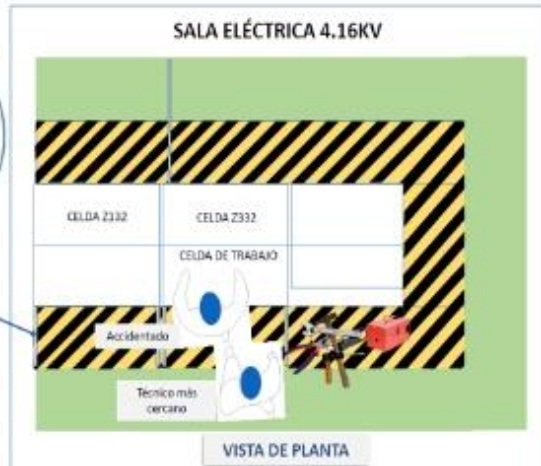 SALA ELÉCTRICA 4.16KV
CELDA Z132
CELDA Z332
CELDA DE TRABAJO
Accidentado
Técnico más
cercano
VISTA DE PLANTA